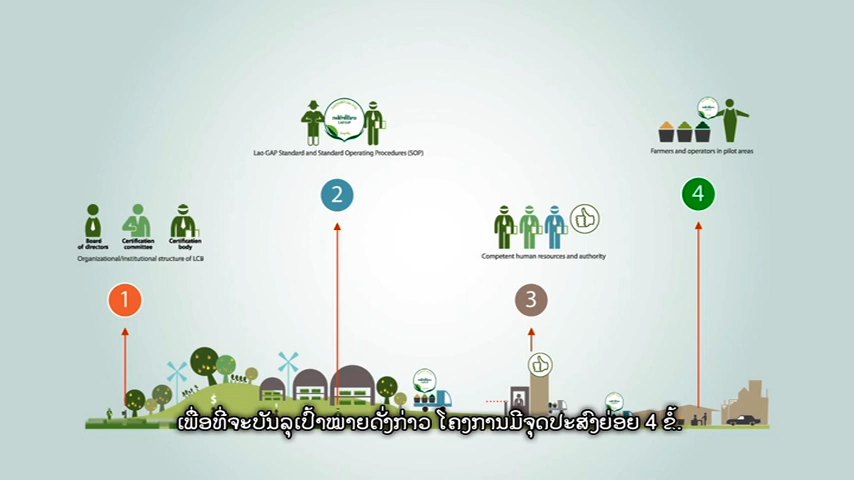 Lao GAP Standard and Standard Operating Procedures (SOP)
Farmers and operators in pilot areas
2
4
Board
of directors
Certification
committee
Certification
body
Organizational/Institutional structure of LCB
Competent human resources and authority
1
3
$
ເພື່ອທີ່ຈະບັນລຸເປົ້າໝາຍດັ່ງກ່າວ ໂຄງການມີຈຸດປະສົງຍ່ອຍ 4 ຂໍ້.